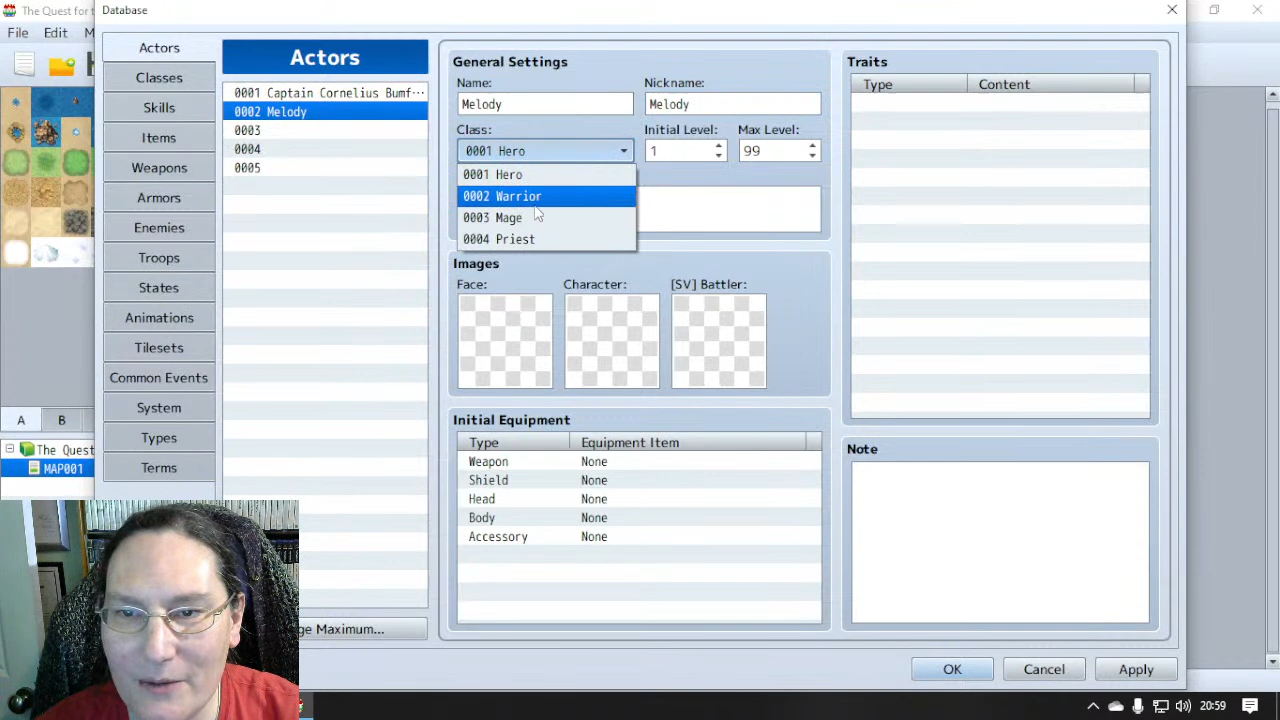 The Quest for t
Database
File Edit M
Actors
Classes
Skills
Items
Weapons
Armors
Enemies
Troops
States
Animations
Tilesets
Common Events
System
Types
Terms
Actors
0001 Captain Cornelius Bumf…
0002 Melody
0003
0004
0005
ge Maximum...
General Settings
Name: Nickname:
Melody Melody
Class: Initial Level: Max Level:
0001 Hero 1 99
0001 Hero
0002 Warrior
0003 Mage
0004 Priest
Images
Face: Character: [SV] Battler:
Initial Equipment
Type Equipment Item
Weapon None
Shield None
Head None
Body None
Accessory None
Traits
Type Content
Note
A B
The Quest
MAP001
OK Cancel Apply
20:59